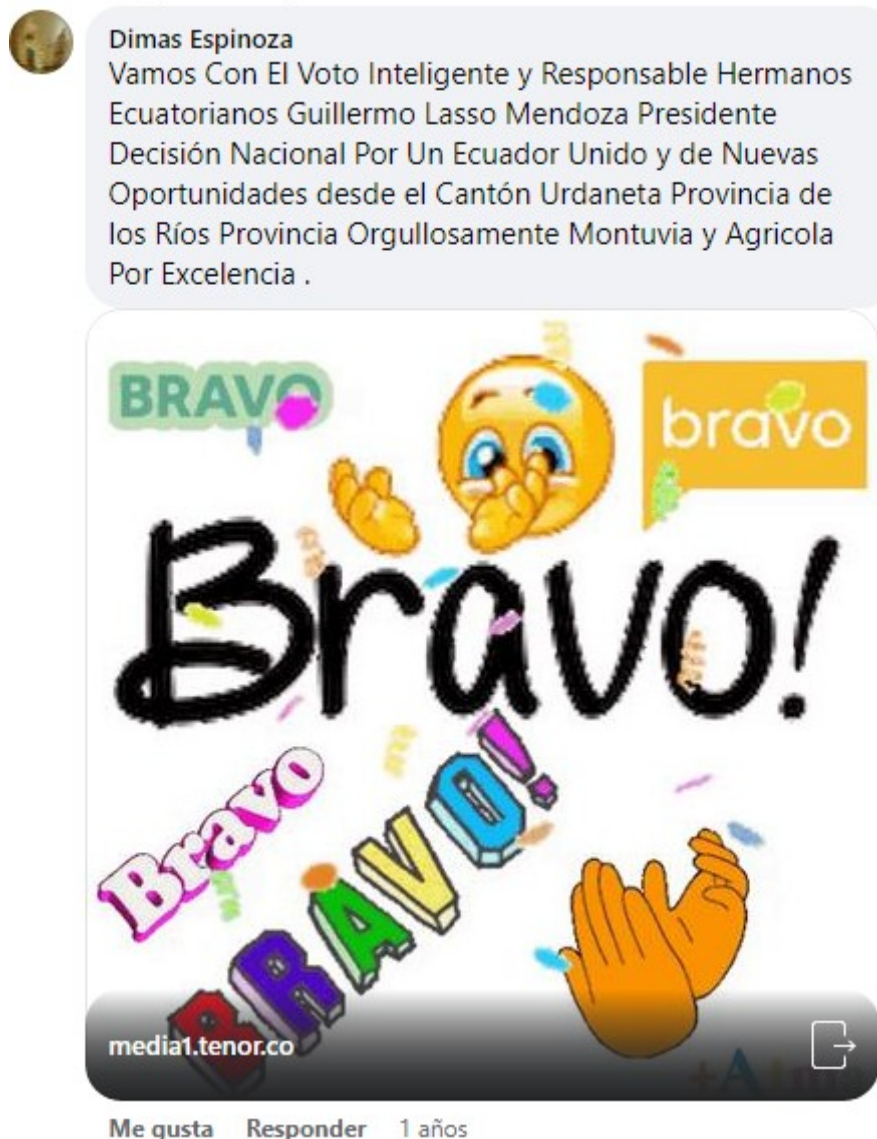 Dimas Espinoza
Vamos Con El Voto Inteligente y Responsable Hermanos
Ecuatorianos Guillermo Lasso Mendoza Presidente
Decisión Nacional Por Un Ecuador Unido y de Nuevas
Oportunidades desde el Cantón Urdaneta Provincia de
los Ríos Provincia Orgullosamente Montuvia y Agricola
Por Excelencia .
BRAVO
bravo
Bravo!
Bravo
BRAVO!
media1.tenor.co
Me gusta Responder 1 años